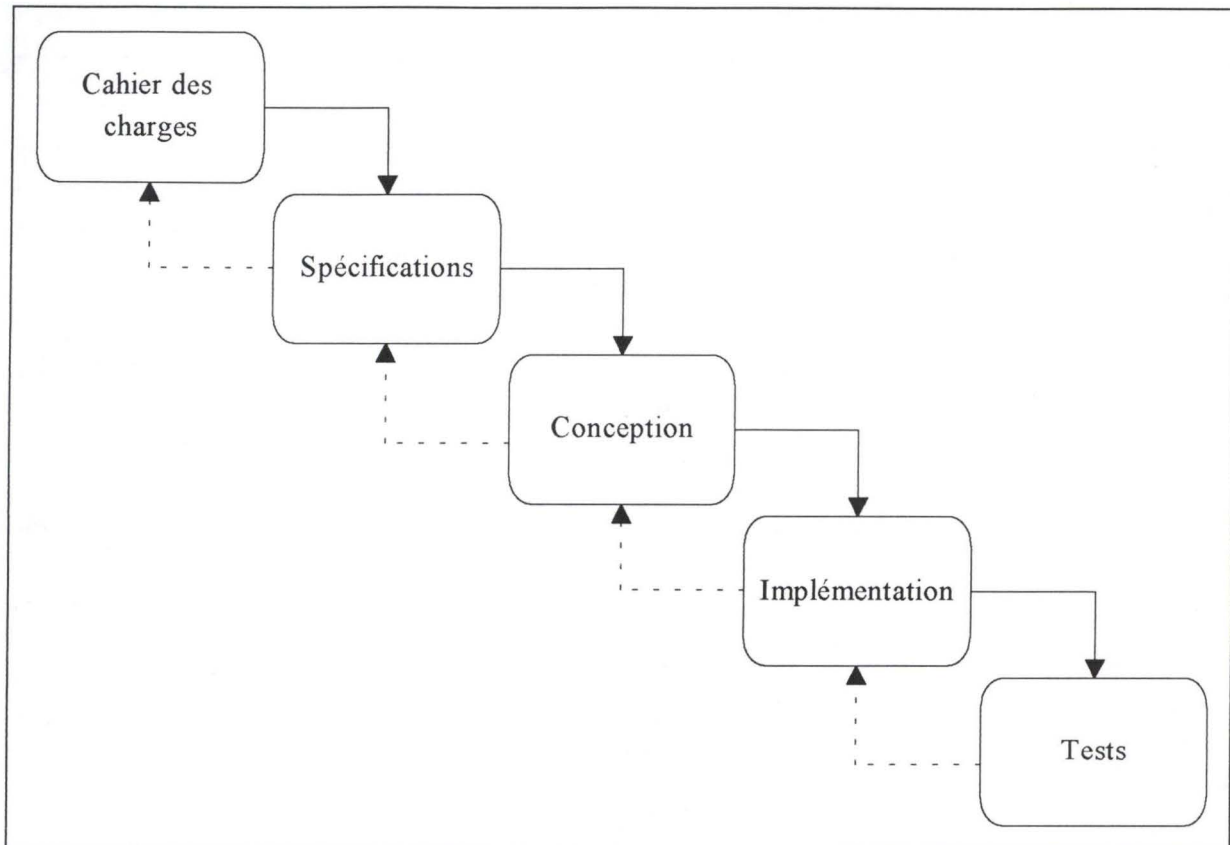 Cahier des
charges
Spécifications
Conception
Implémentation
Tests